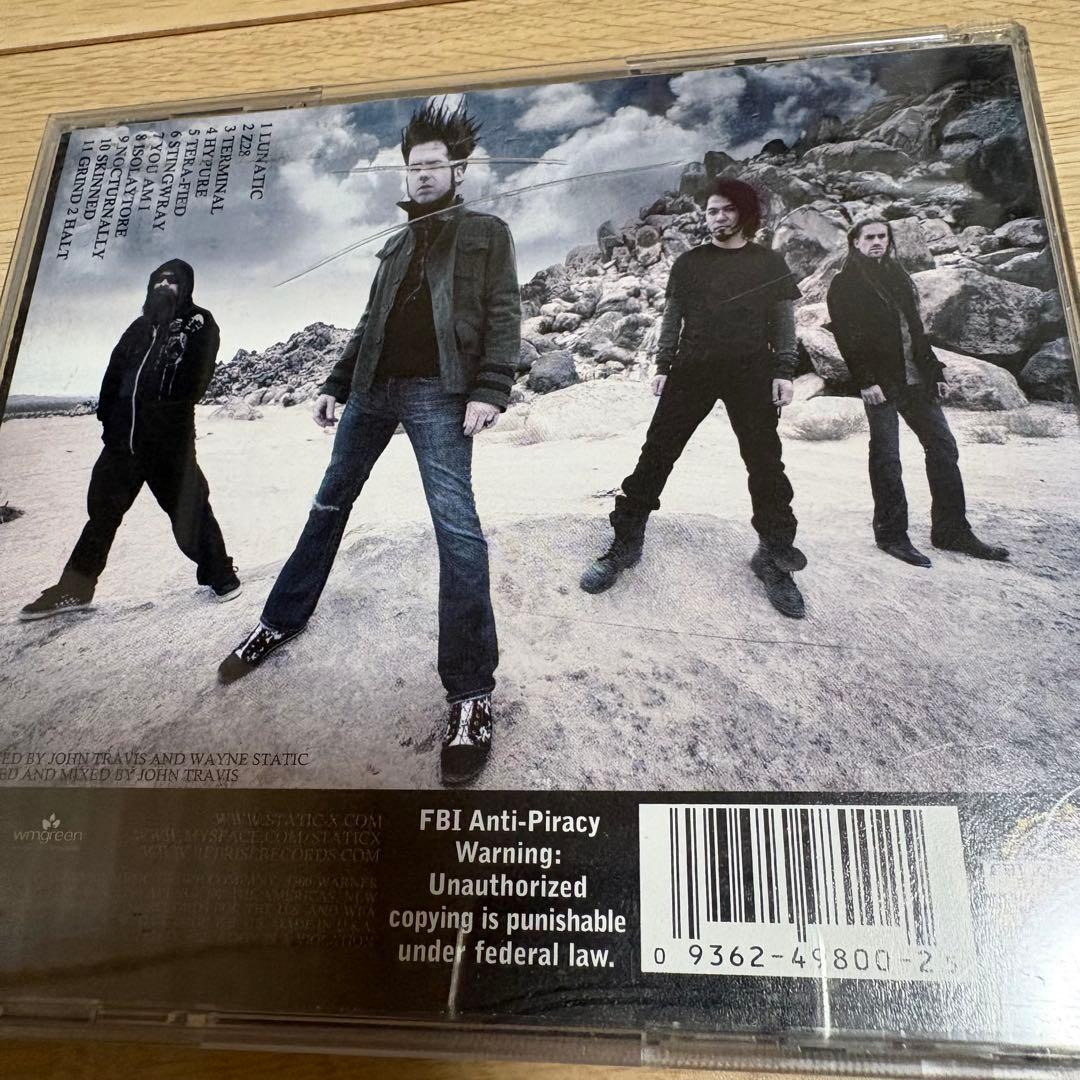 1 LUNATIC
2 Z28
3 TERMINAL
4 HYPURE
5 TERA-FIED
6 STINGWRAY
7 YOU AM I
8 ISOLAYTORE
9 NOCTURNALLY
10 SKINNED
11 GRIND 2 HALT
BY JOHN TRAVIS AND WAYNE STATIC
AND MIXED BY JOHN TRAVIS
wmgreen
WWW.STATIC-X.COM
WWW.MYSPACE.COM/STATICX
FBI Anti-Piracy
Warning:
Unauthorized
copying is punishable
under federal law.
0 9362-49800-2